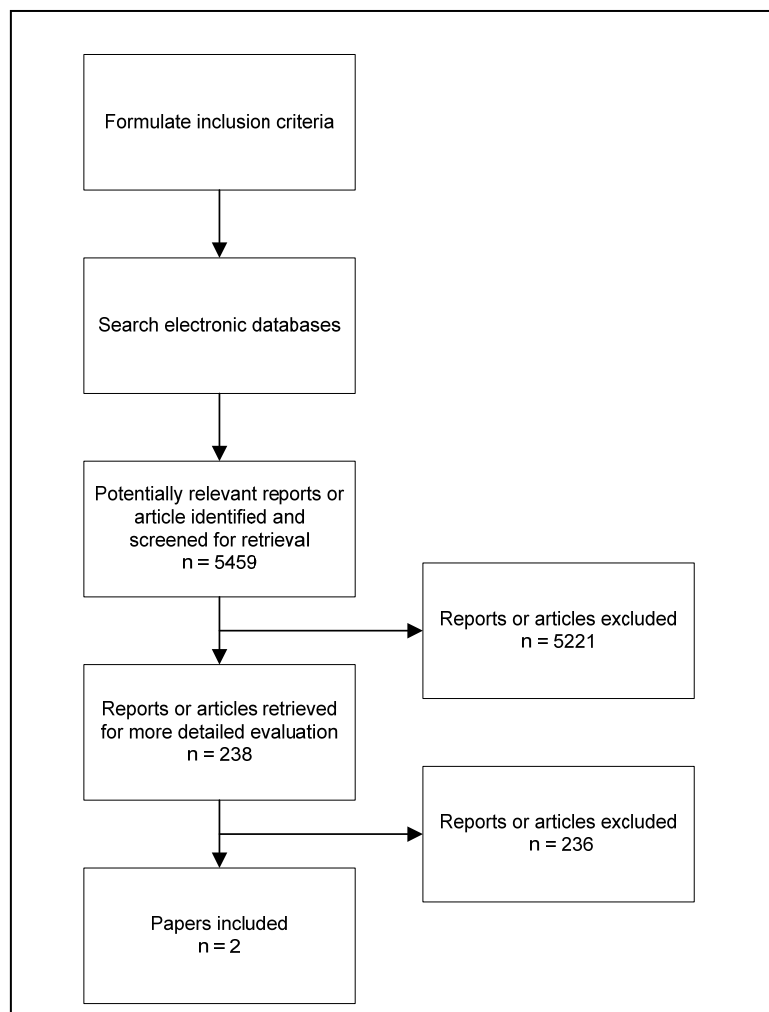 Formulate inclusion criteria
Search electronic databases
Potentially relevant reports or
article identified and
screened for retrieval
n = 5459
Reports or articles excluded
n = 5221
Reports or articles retrieved
for more detailed evaluation
n = 238
Reports or articles excluded
n = 236
Papers included
n = 2